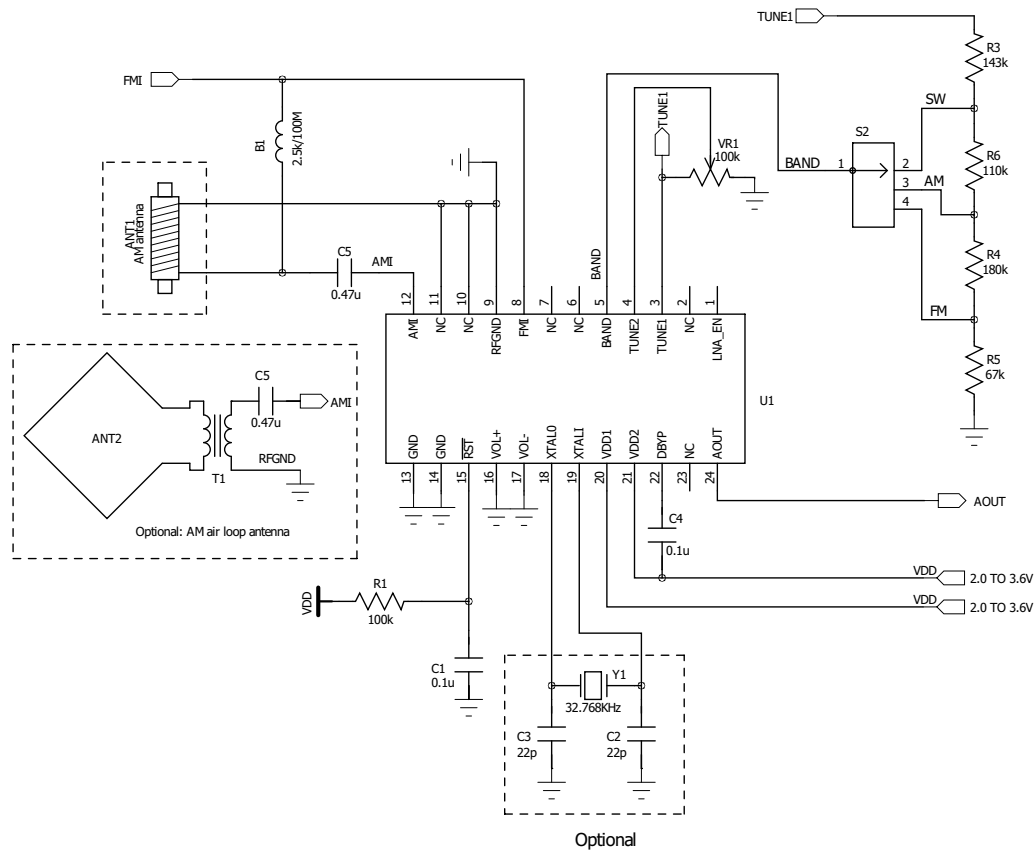 TUNE1
R3
143k
FMI
SW
B1
2.5k/100M
TUNE1
VR1
100k
S2
BAND
1
2
3
4
R6
110k
AM
ANT1
AM antenna
R4
180k
C5
0.47u
AMI
BAND
FM
12
11
10
9
8
7
6
5
4
3
2
1
AMI
NC
NC
RFGND
FMI
NC
NC
BAND
TUNE2
TUNE1
NC
LNA_EN
R5
67k
U1
C5
0.47u
AMI
ANT2
RFGND
T1
Optional: AM air loop antenna
GND
GND
RST
VOL+
VOL-
XTAL0
XTALI
VDD1
VDD2
DBYP
NC
AOUT
13
14
15
16
17
18
19
20
21
22
23
24
AOUT
C4
0.1u
VDD
2.0 TO 3.6V
VDD
2.0 TO 3.6V
VDD
R1
100k
C1
0.1u
Y1
32.768KHz
C3
22p
C2
22p
Optional